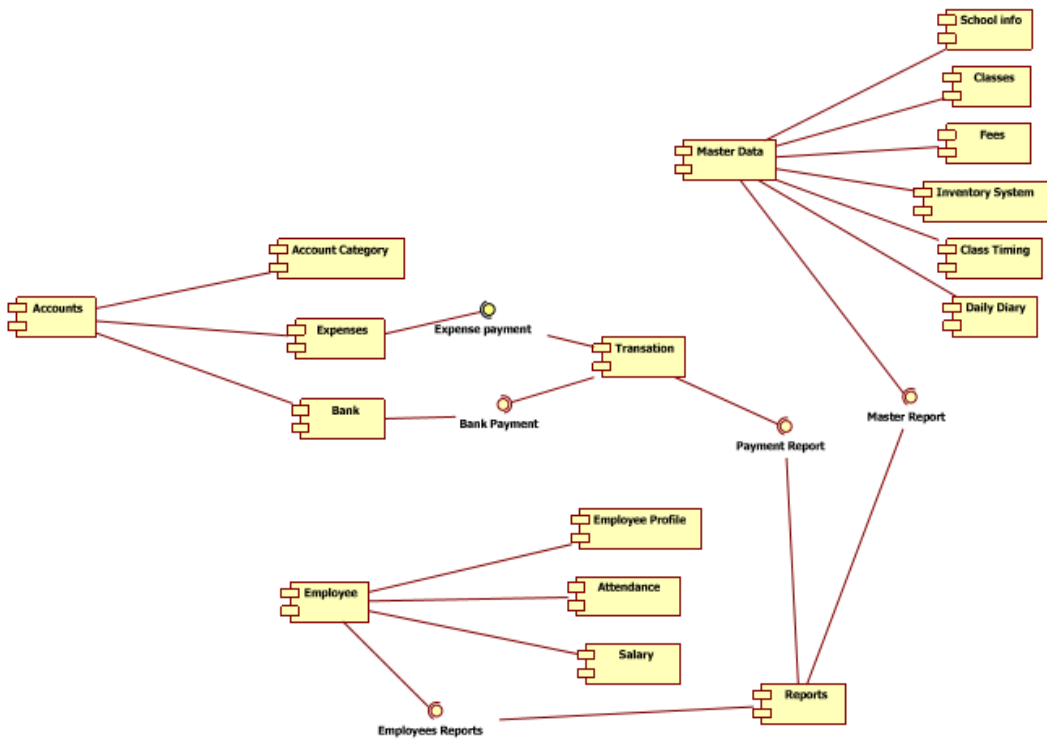 School info
Classes
Fees
Master Data
Inventory System
Account Category
Class Timing
Accounts
Daily Diary
Expenses
Expense payment
Transation
Bank
Bank Payment
Master Report
Payment Report
Employee Profile
Employee
Attendance
Salary
Reports
Employees Reports